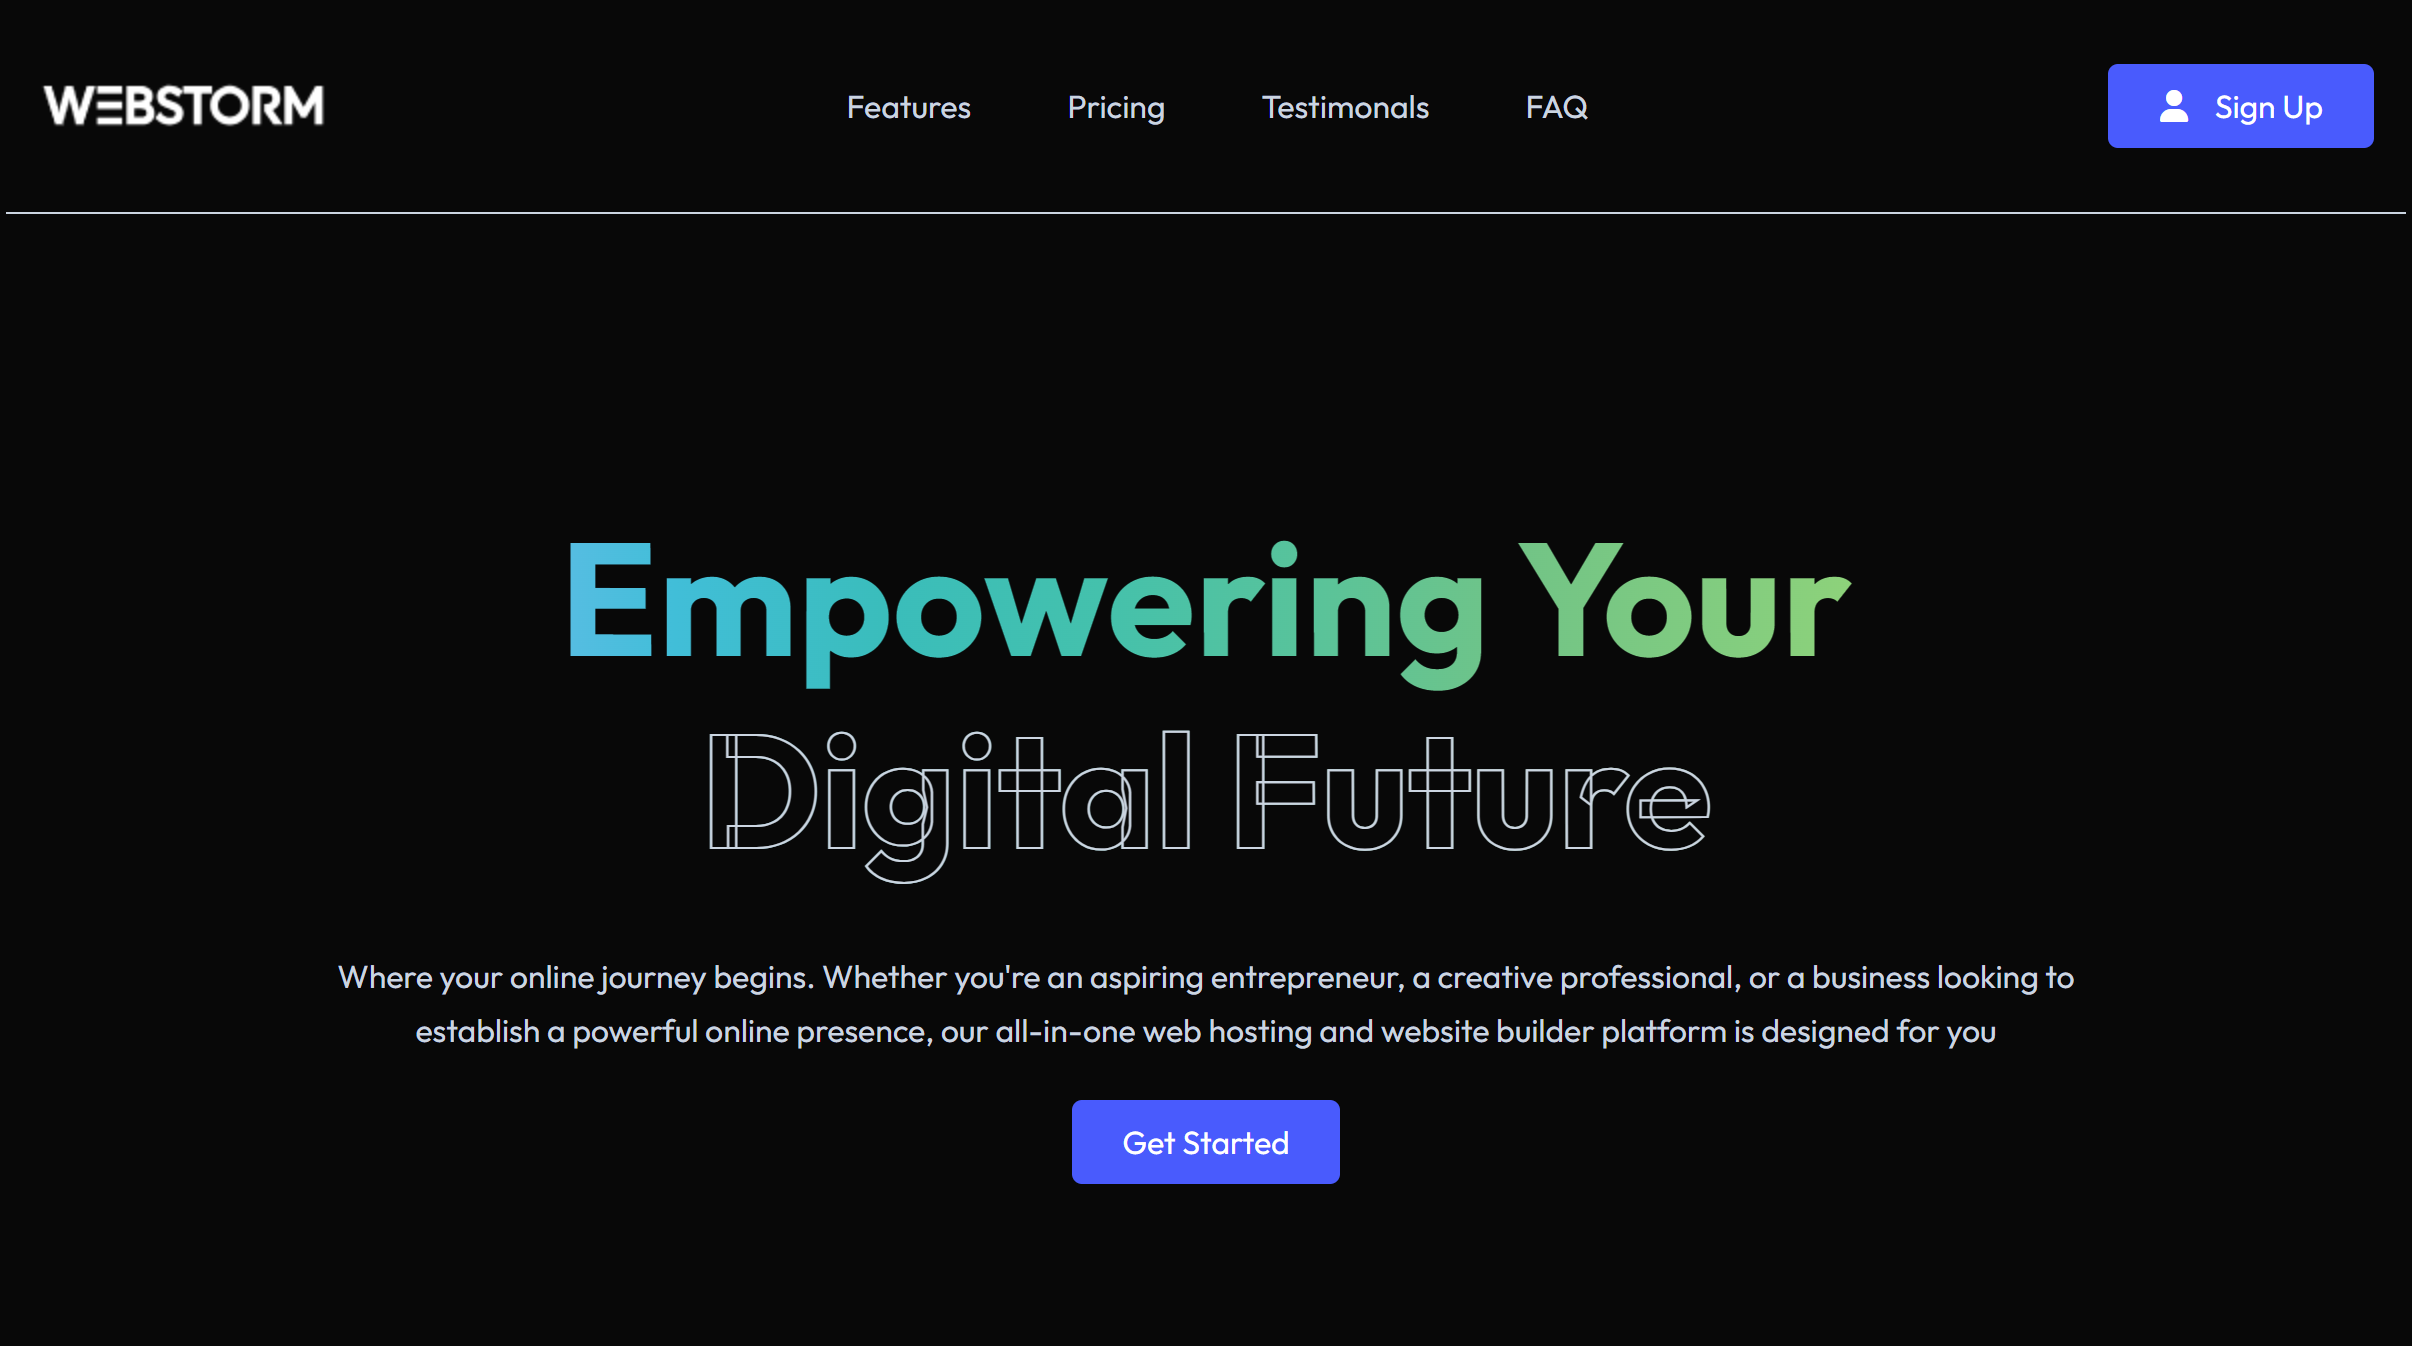 WEBSTORM
Features
Pricing
Testimonals
FAQ
Sign Up
Empowering Your
Digital Future
Where your online journey begins. Whether you're an aspiring entrepreneur, a creative professional, or a business looking to
establish a powerful online presence, our all-in-one web hosting and website builder platform is designed for you
Get Started